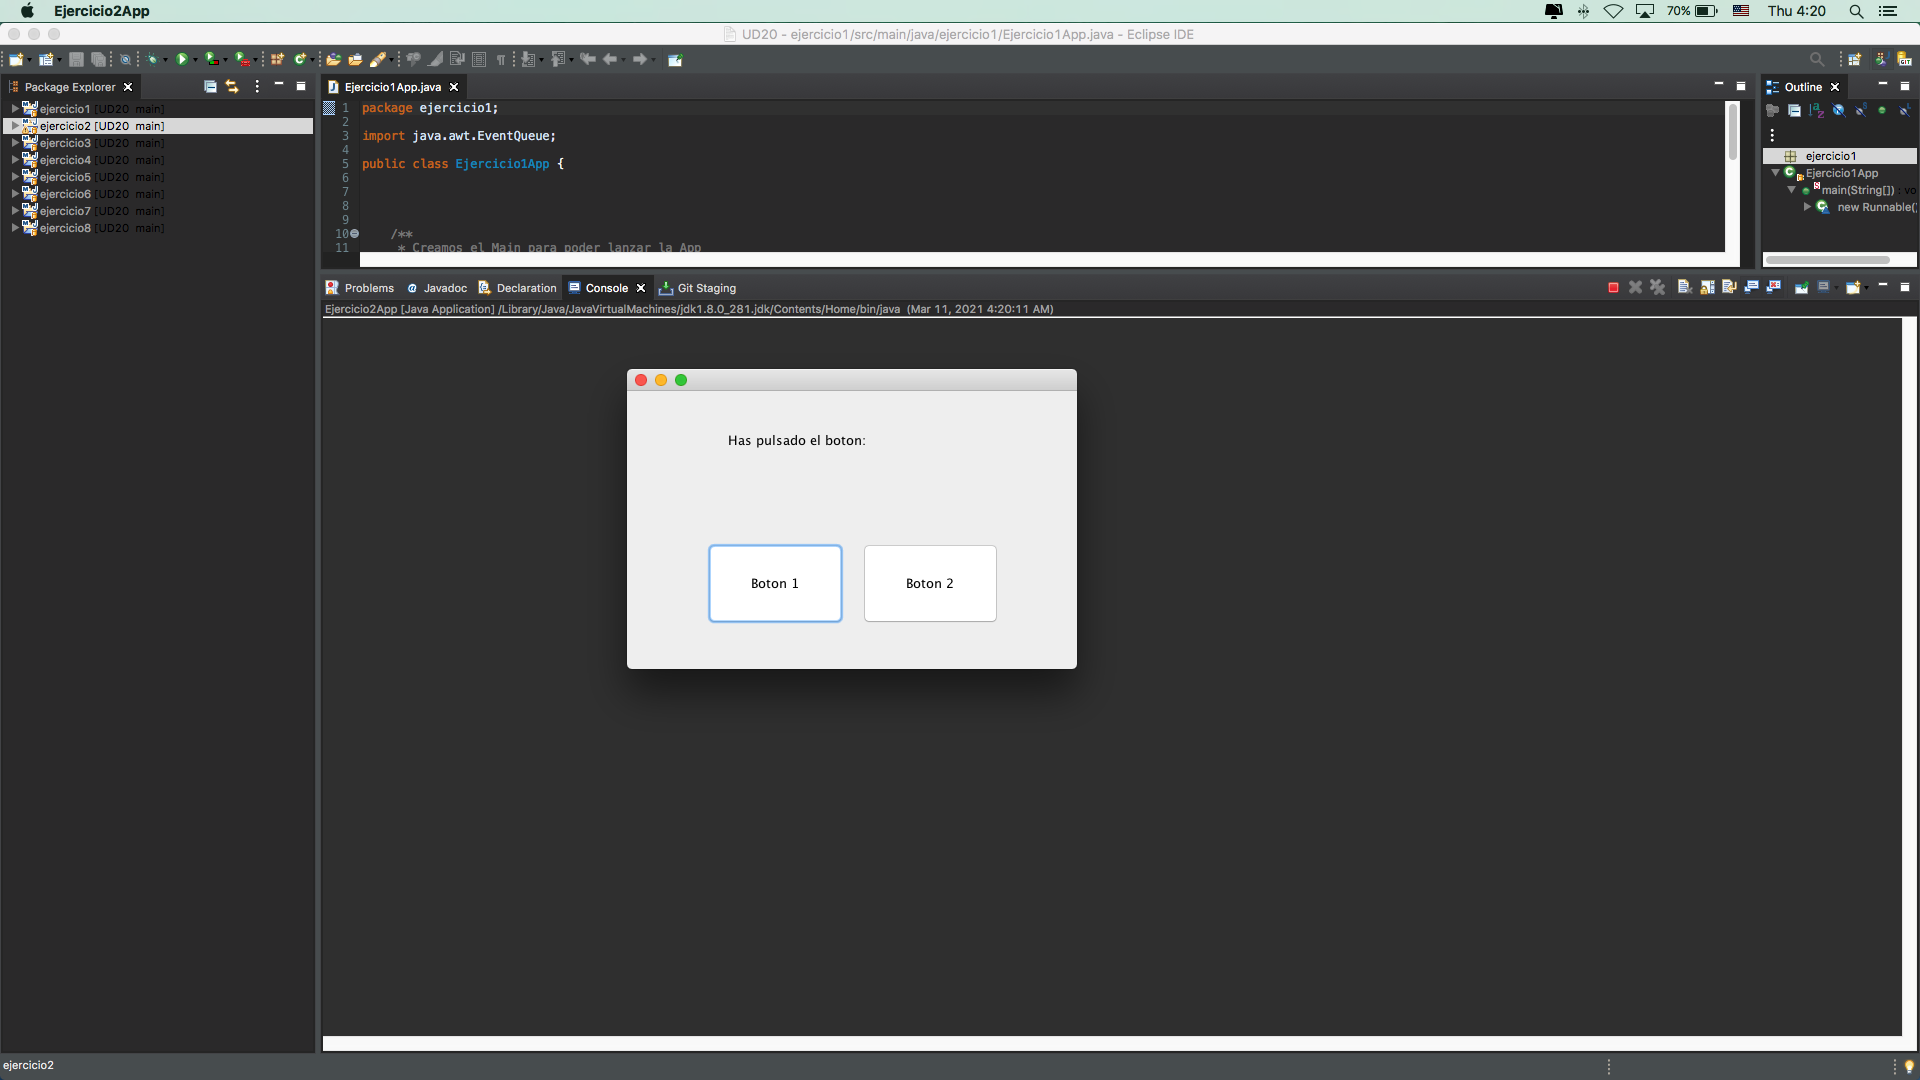 Ejercicio2App
70%
Thu 4:20
UD20 - ejercicio1/src/main/java/ejercicio1/Ejercicio1App.java - Eclipse IDE
Package Explorer
ejercicio1 [UD20 main]
ejercicio2 [UD20 main]
ejercicio3 [UD20 main]
ejercicio4 [UD20 main]
ejercicio5 [UD20 main]
ejercicio6 [UD20 main]
ejercicio7 [UD20 main]
ejercicio8 [UD20 main]
Ejercicio1App.java
1 package ejercicio1;
2
3 import java.awt.EventQueue;
4
5 public class Ejercicio1App {
6
7
8
9
10 /**
11 * Creamos el Main para poder lanzar la App
Outline
ejercicio1
Ejercicio1App
main(String[]) : vo
new Runnable(
Problems
Javadoc
Declaration
Console
Git Staging
Ejercicio2App [Java Application] /Library/Java/JavaVirtualMachines/jdk1.8.0_281.jdk/Contents/Home/bin/java (Mar 11, 2021 4:20:11 AM)
Has pulsado el boton:
Boton 1
Boton 2
ejercicio2